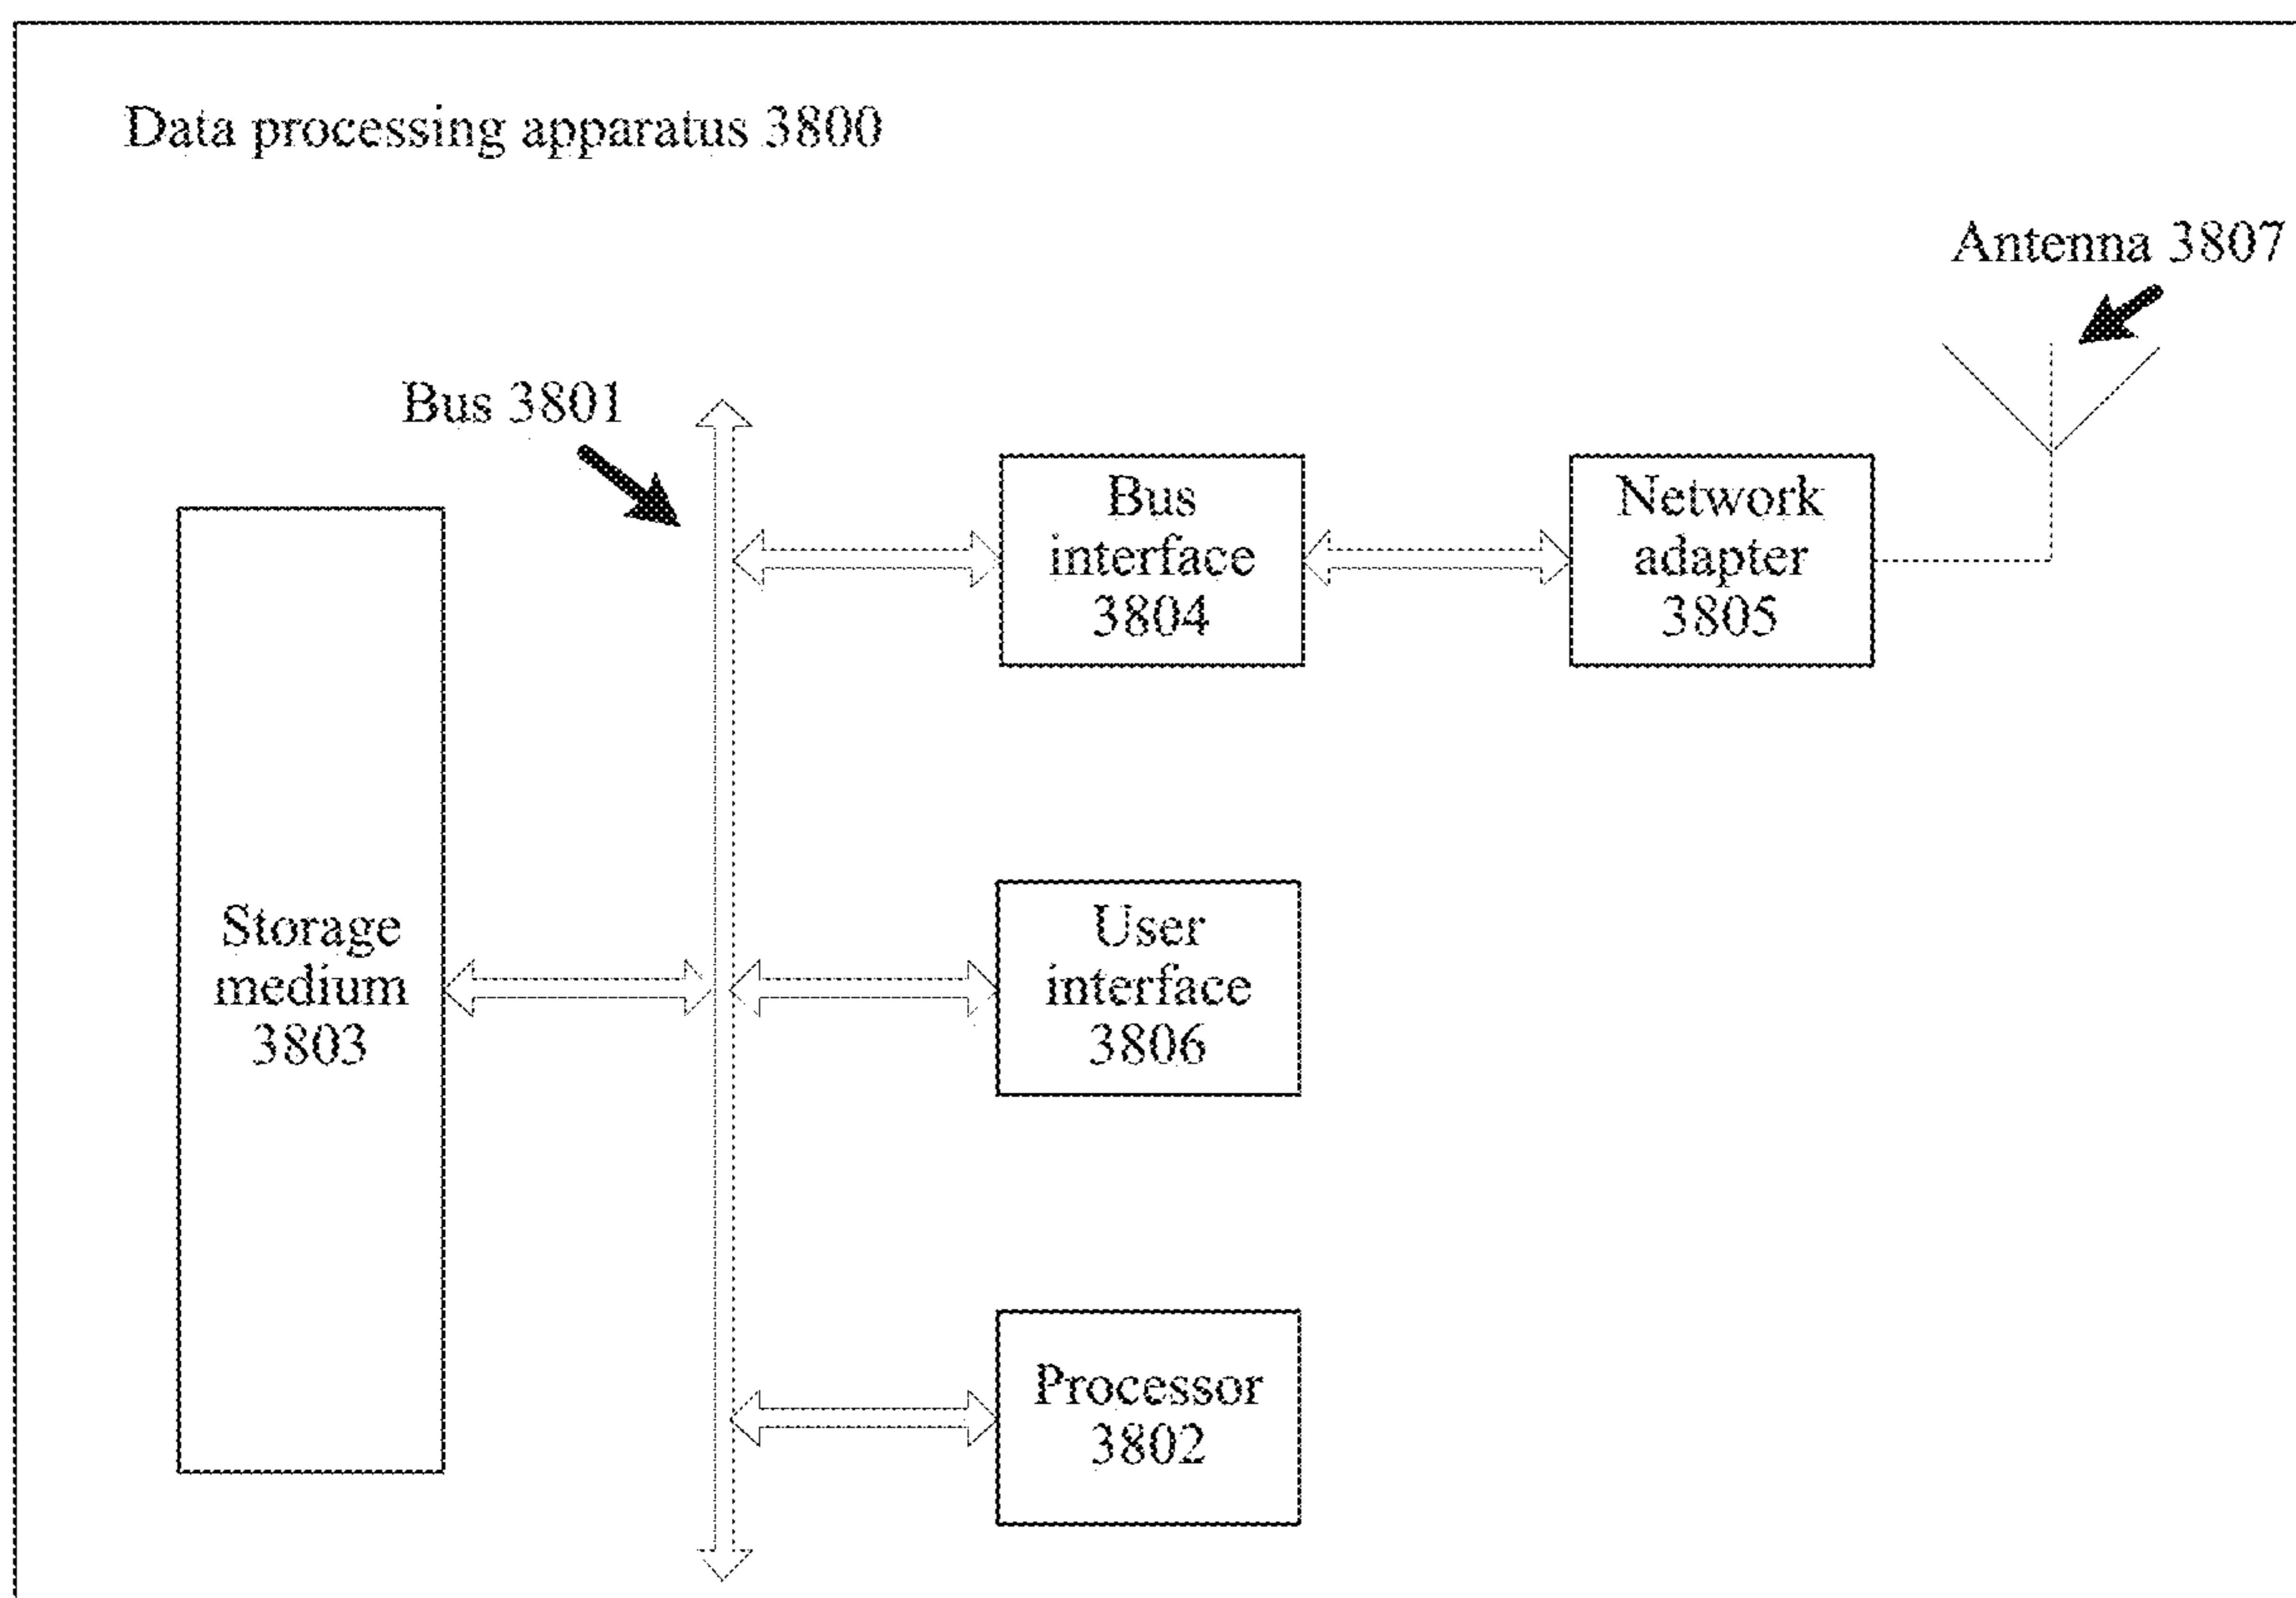 Data processing apparatus 3800
Antenna 3807
Bus 3801
Bus
interface
3804
Network
adapter
3805
Storage
medium
3803
User
interface
3806
Processor
3802